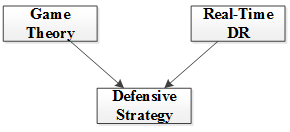 Game
Theory
Real-Time
DR
Defensive
Strategy